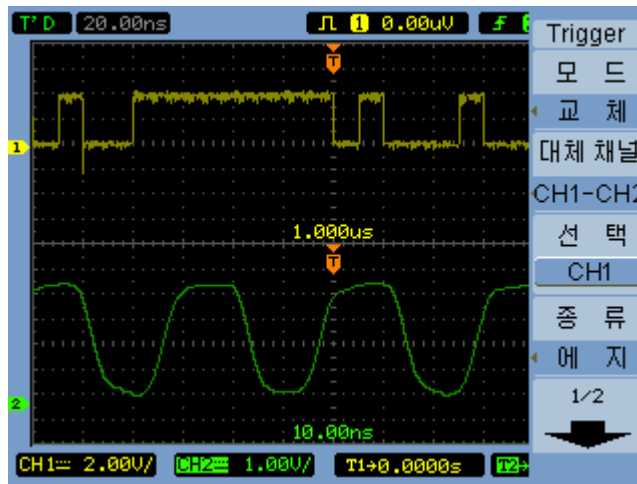 T'D 20.00ns 1 0.00uV
Trigger
모 드
교 체
대체 채널
CH1-CH2
선 택
CH1
종 류
에 지
1/2
T
1
1.000us
T
2
10.00ns
CH1 2.00V/ CH2 1.00V/ T1→0.0000s T2→